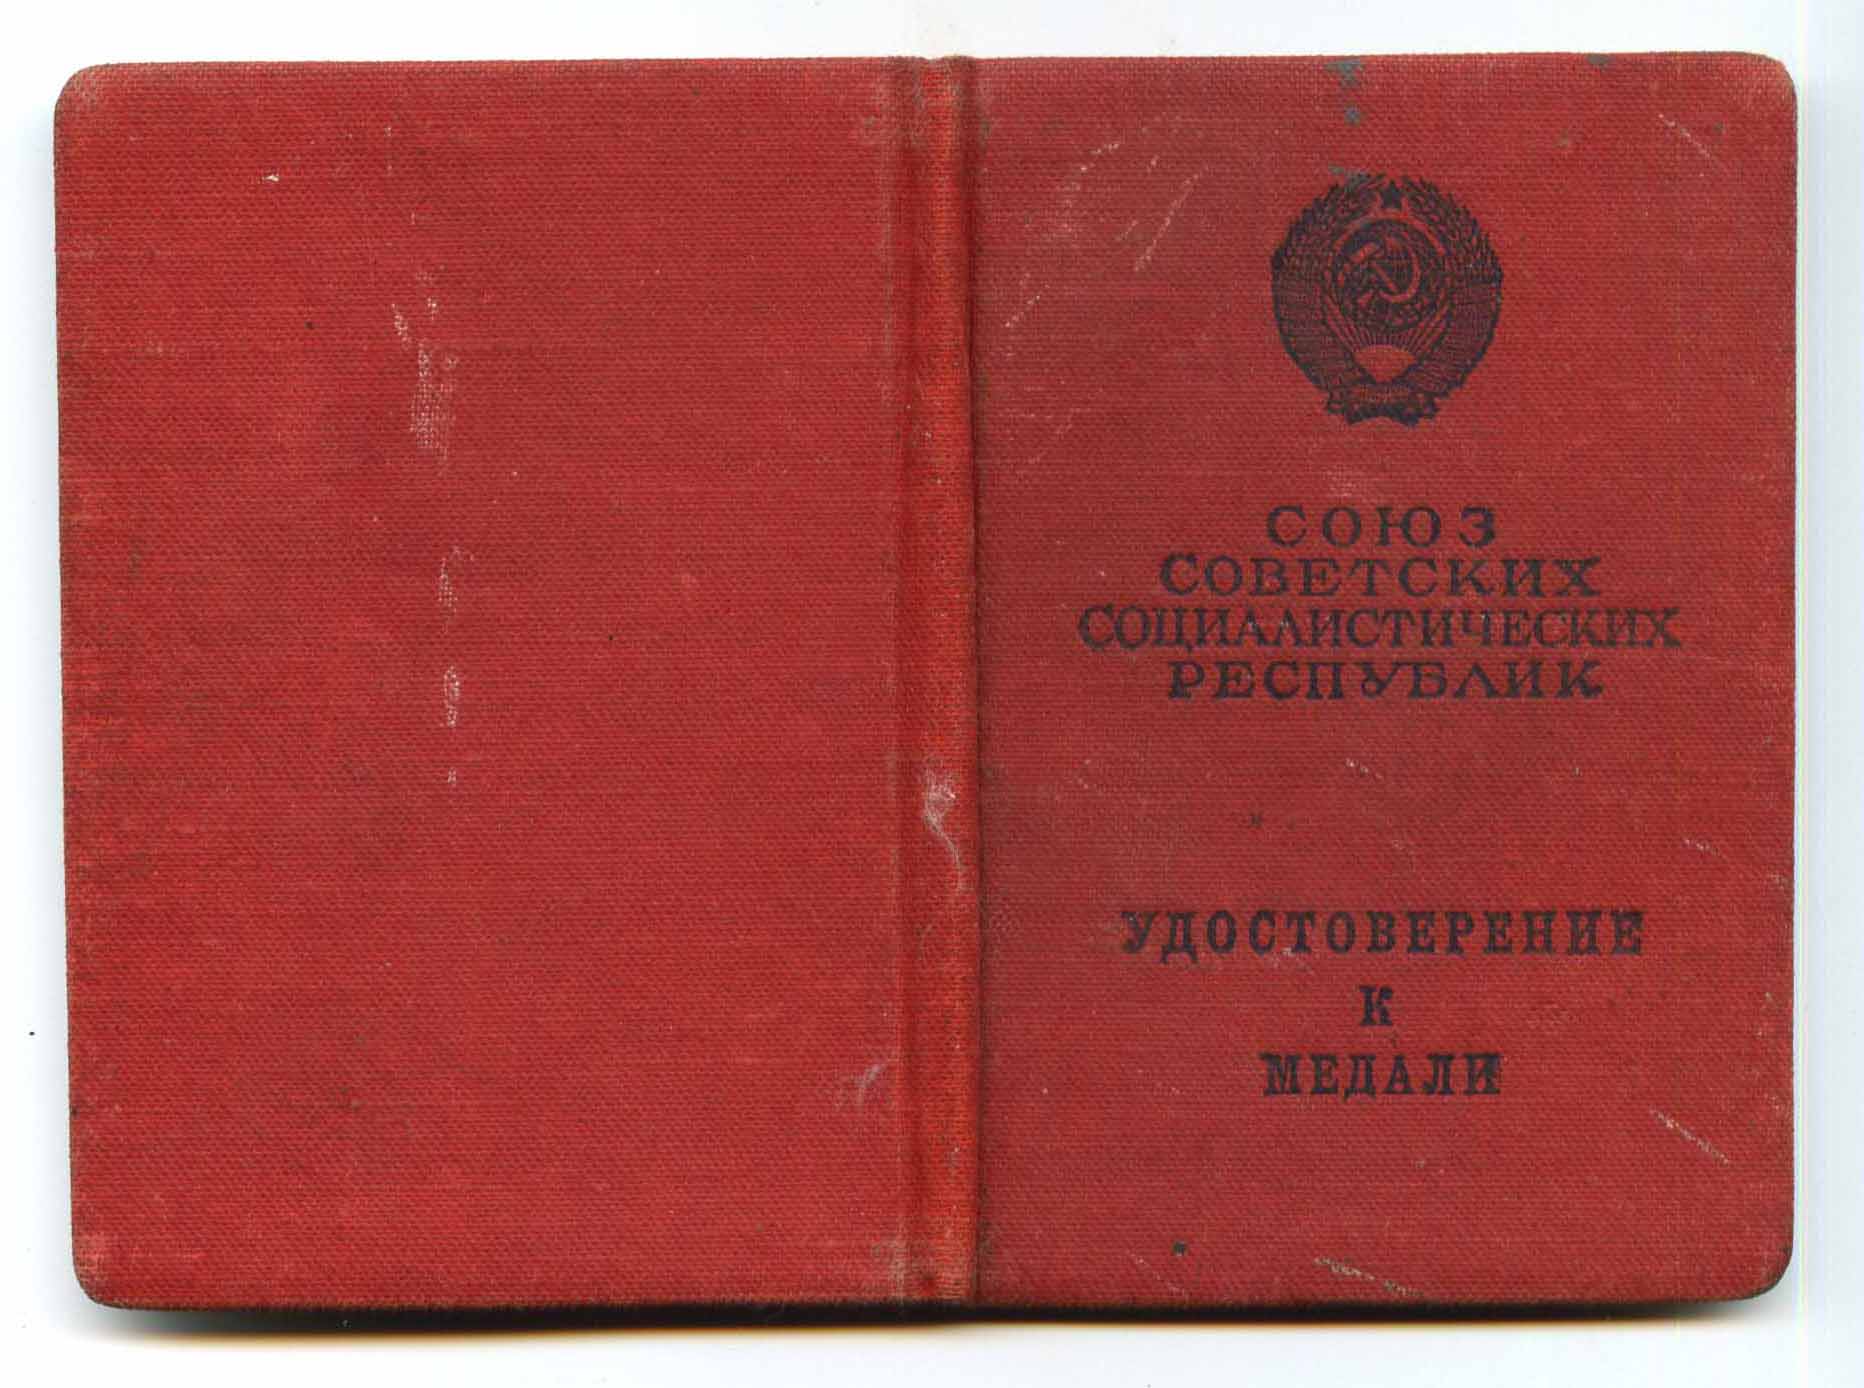 СОЮЗ
СОВЕТСКИХ
СОЦИАЛИСТИЧЕСКИХ
РЕСПУБЛИК
УДОСТОВЕРЕНИЕ
К
МЕДАЛИ